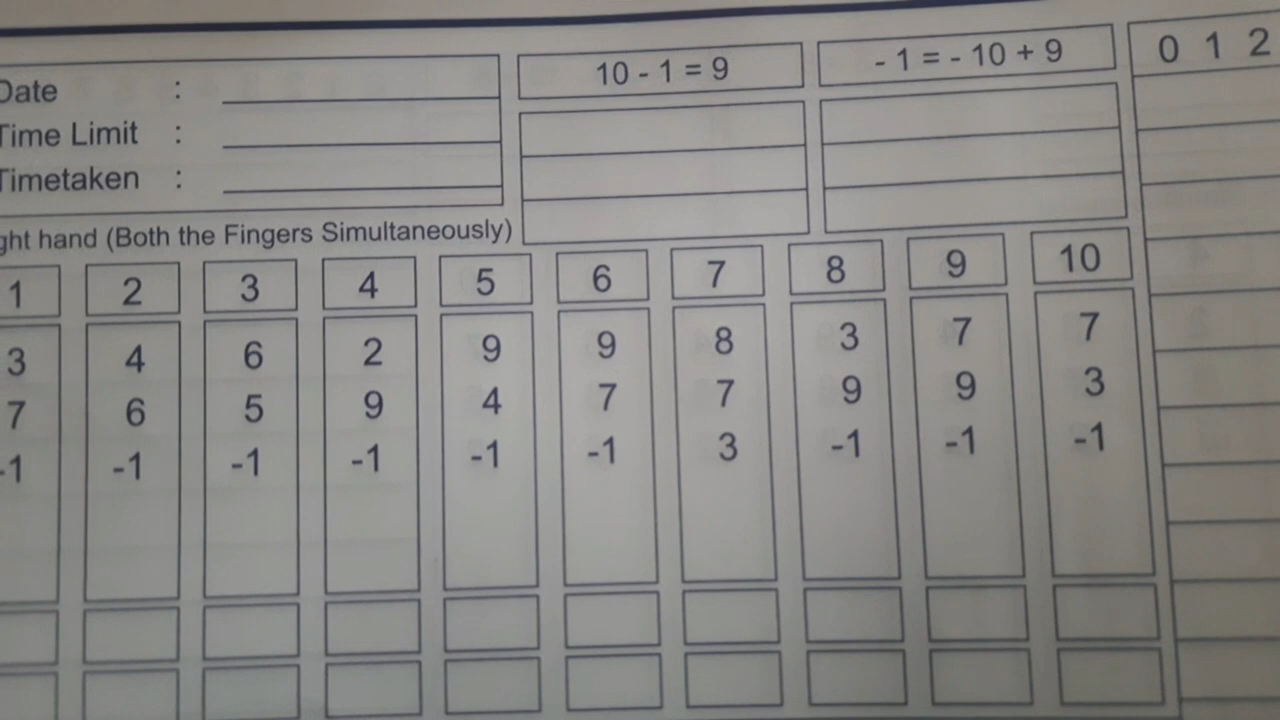 Date :
Time Limit :
Timetaken :
10 - 1 = 9
- 1 = - 10 + 9
0 1 2
ght hand (Both the Fingers Simultaneously)
1 2 3 4 5 6 7 8 9 10
3 4 6 2 9 9 8 3 7 7
7 6 5 9 4 7 7 9 9 3
-1 -1 -1 -1 -1 -1 3 -1 -1 -1